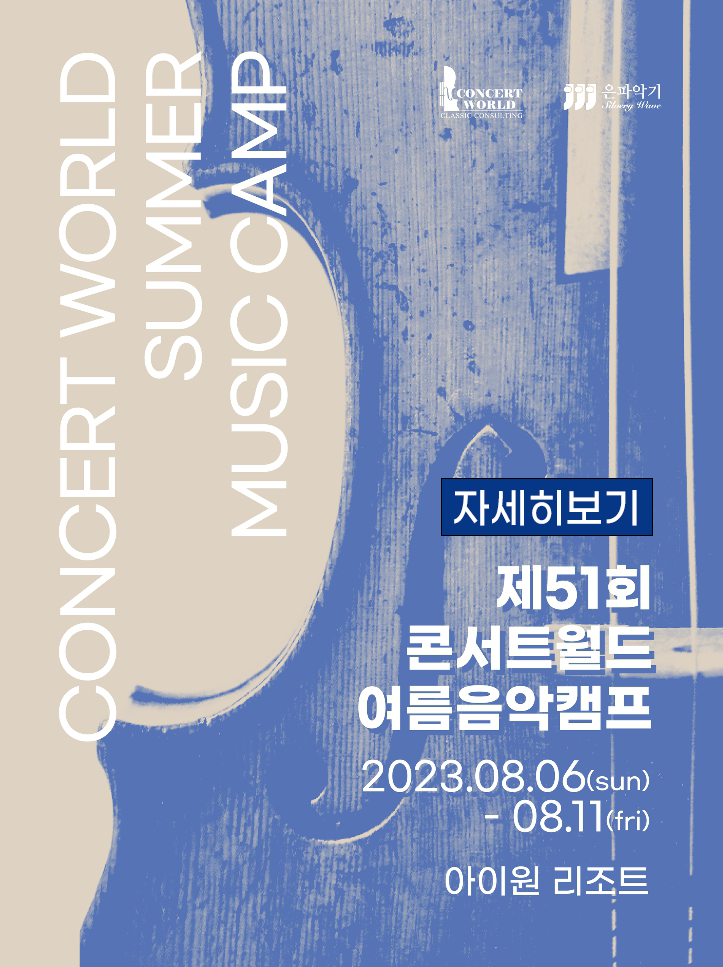 CONCERT WORLD
SUMMER
MUSIC CAMP
CONCERT
WORLD
CLASSIC CONSULTING
은파악기
Silvery Wave
자세히보기
제51회
콘서트월드
여름음악캠프
2023.08.06(sun)
- 08.11(fri)
아이원 리조트